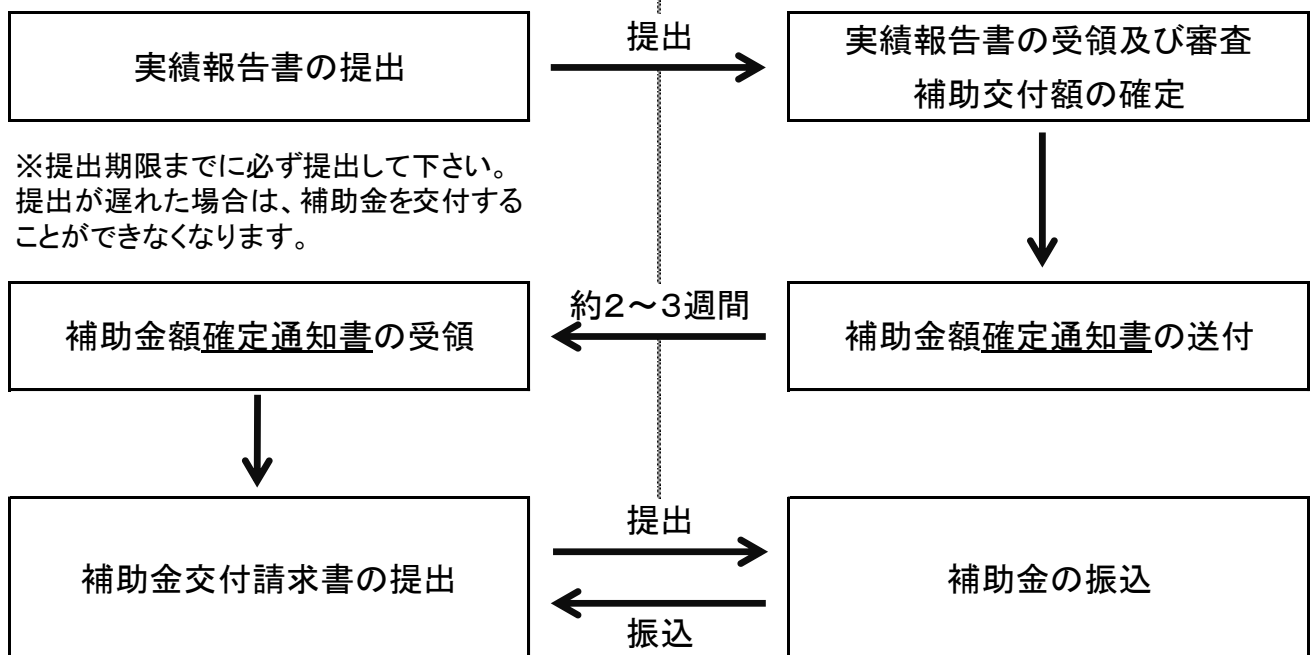 実績報告書の提出
提出
実績報告書の受領及び審査
補助交付額の確定
※提出期限までに必ず提出して下さい。
提出が遅れた場合は、補助金を交付する
ことができなくなります。
補助金額確定通知書の受領
約2～3週間
補助金額確定通知書の送付
補助金交付請求書の提出
提出
振込
補助金の振込